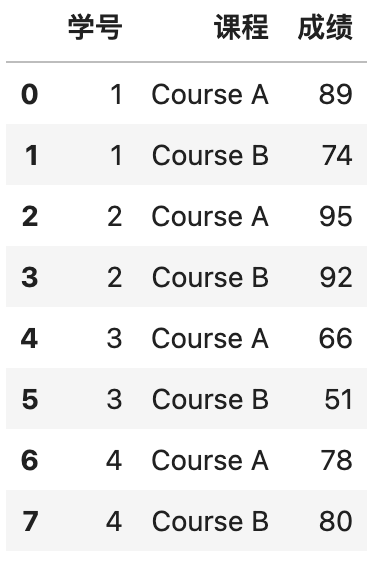 学号 课程 成绩
0 1 Course A 89
1 1 Course B 74
2 2 Course A 95
3 2 Course B 92
4 3 Course A 66
5 3 Course B 51
6 4 Course A 78
7 4 Course B 80